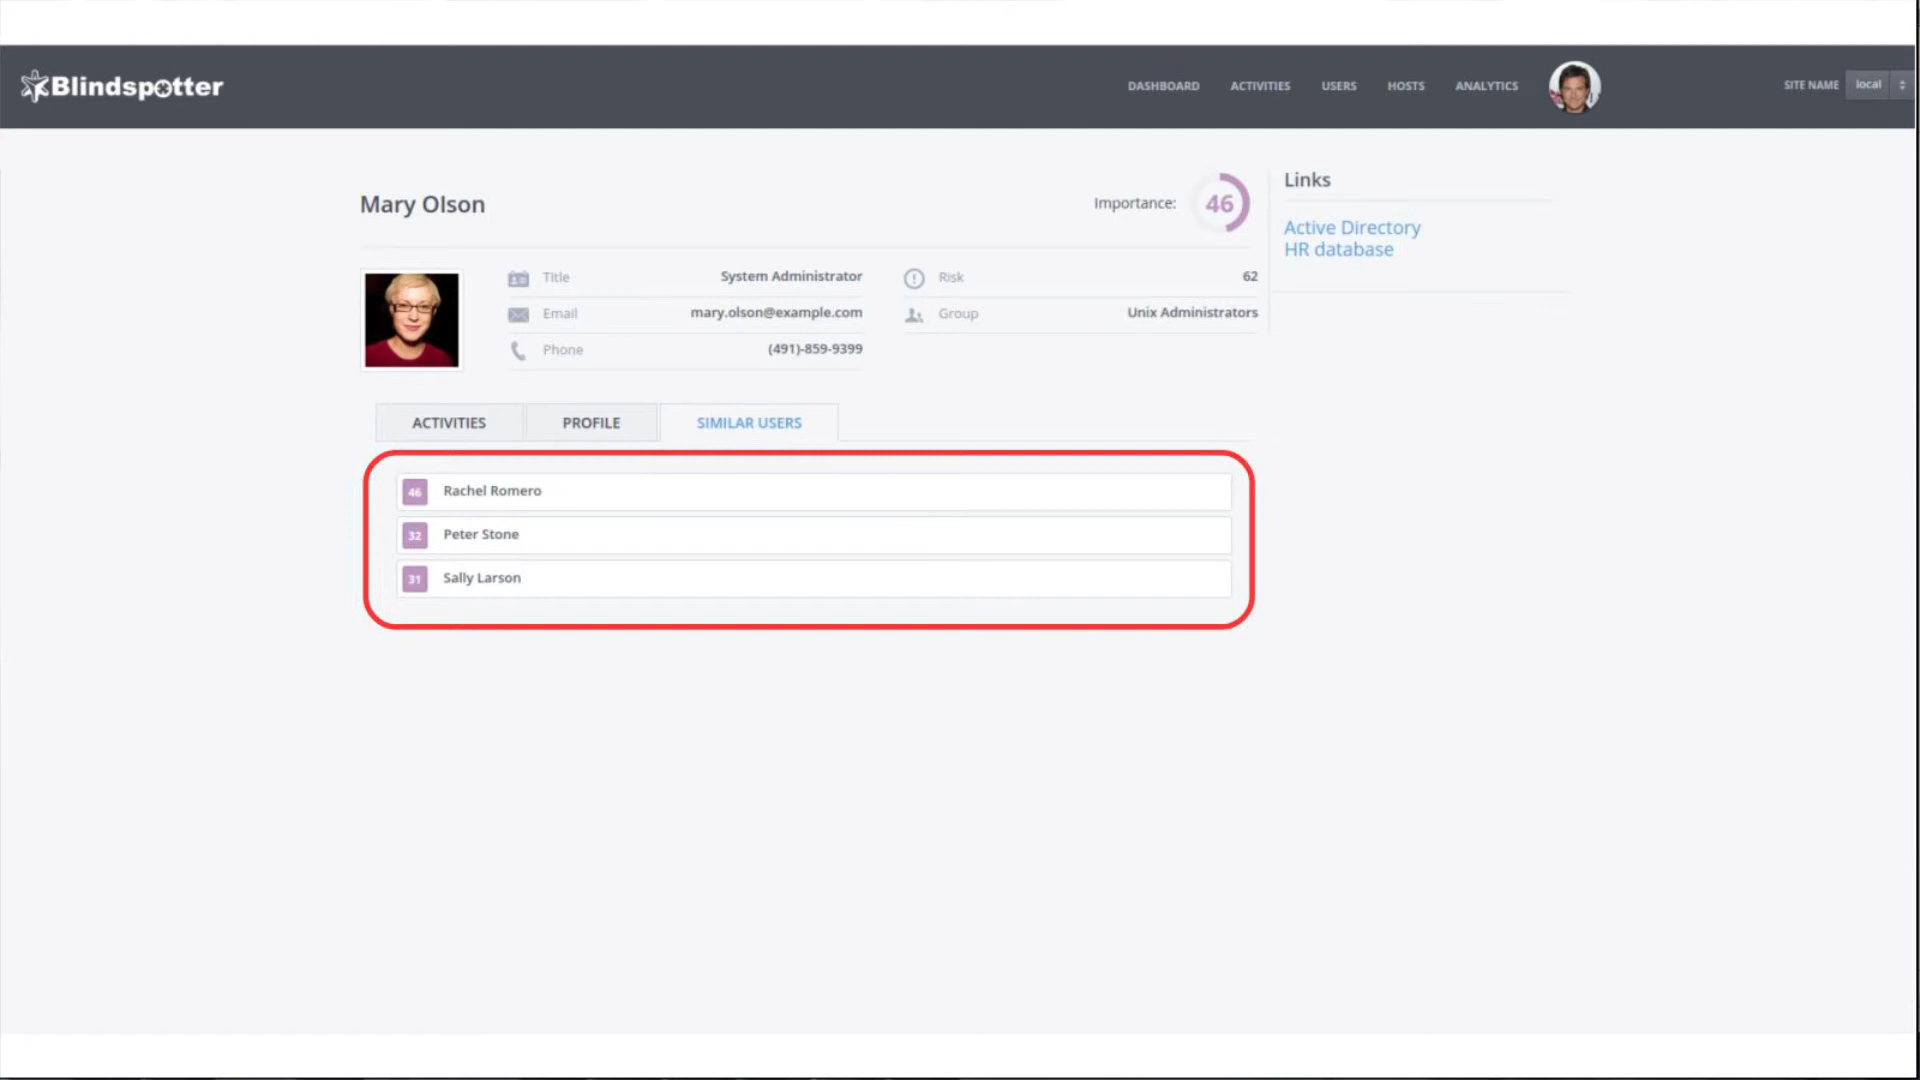 Blindspotter
DASHBOARD ACTIVITIES USERS HOSTS ANALYTICS SITE NAME local
Mary Olson
Importance: 46
Links
Active Directory
HR database
Title System Administrator
Email mary.olson@example.com
Phone (491)-859-9399
Risk 62
Group Unix Administrators
ACTIVITIES PROFILE SIMILAR USERS
46 Rachel Romero
32 Peter Stone
31 Sally Larson